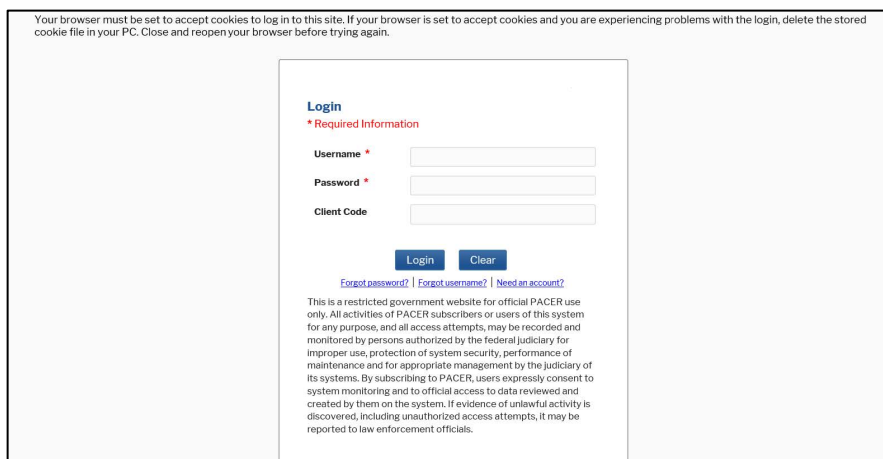 Your browser must be set to accept cookies to log in to this site. If your browser is set to accept cookies and you are experiencing problems with the login, delete the stored
cookie file in your PC. Close and reopen your browser before trying again.
Login
* Required Information
Username *
Password *
Client Code
Login Clear
Forgot password? | Forgot username? | Need an account?
This is a restricted government website for official PACER use
only. All activities of PACER subscribers or users of this system
for any purpose, and all access attempts, may be recorded and
monitored by persons authorized by the federal judiciary for
improper use, protection of system security, performance of
maintenance and for appropriate management by the judiciary of
its systems. By subscribing to PACER, users expressly consent to
system monitoring and to official access to data reviewed and
created by them on the system. If evidence of unlawful activity is
discovered, including unauthorized access attempts, it may be
reported to law enforcement officials.